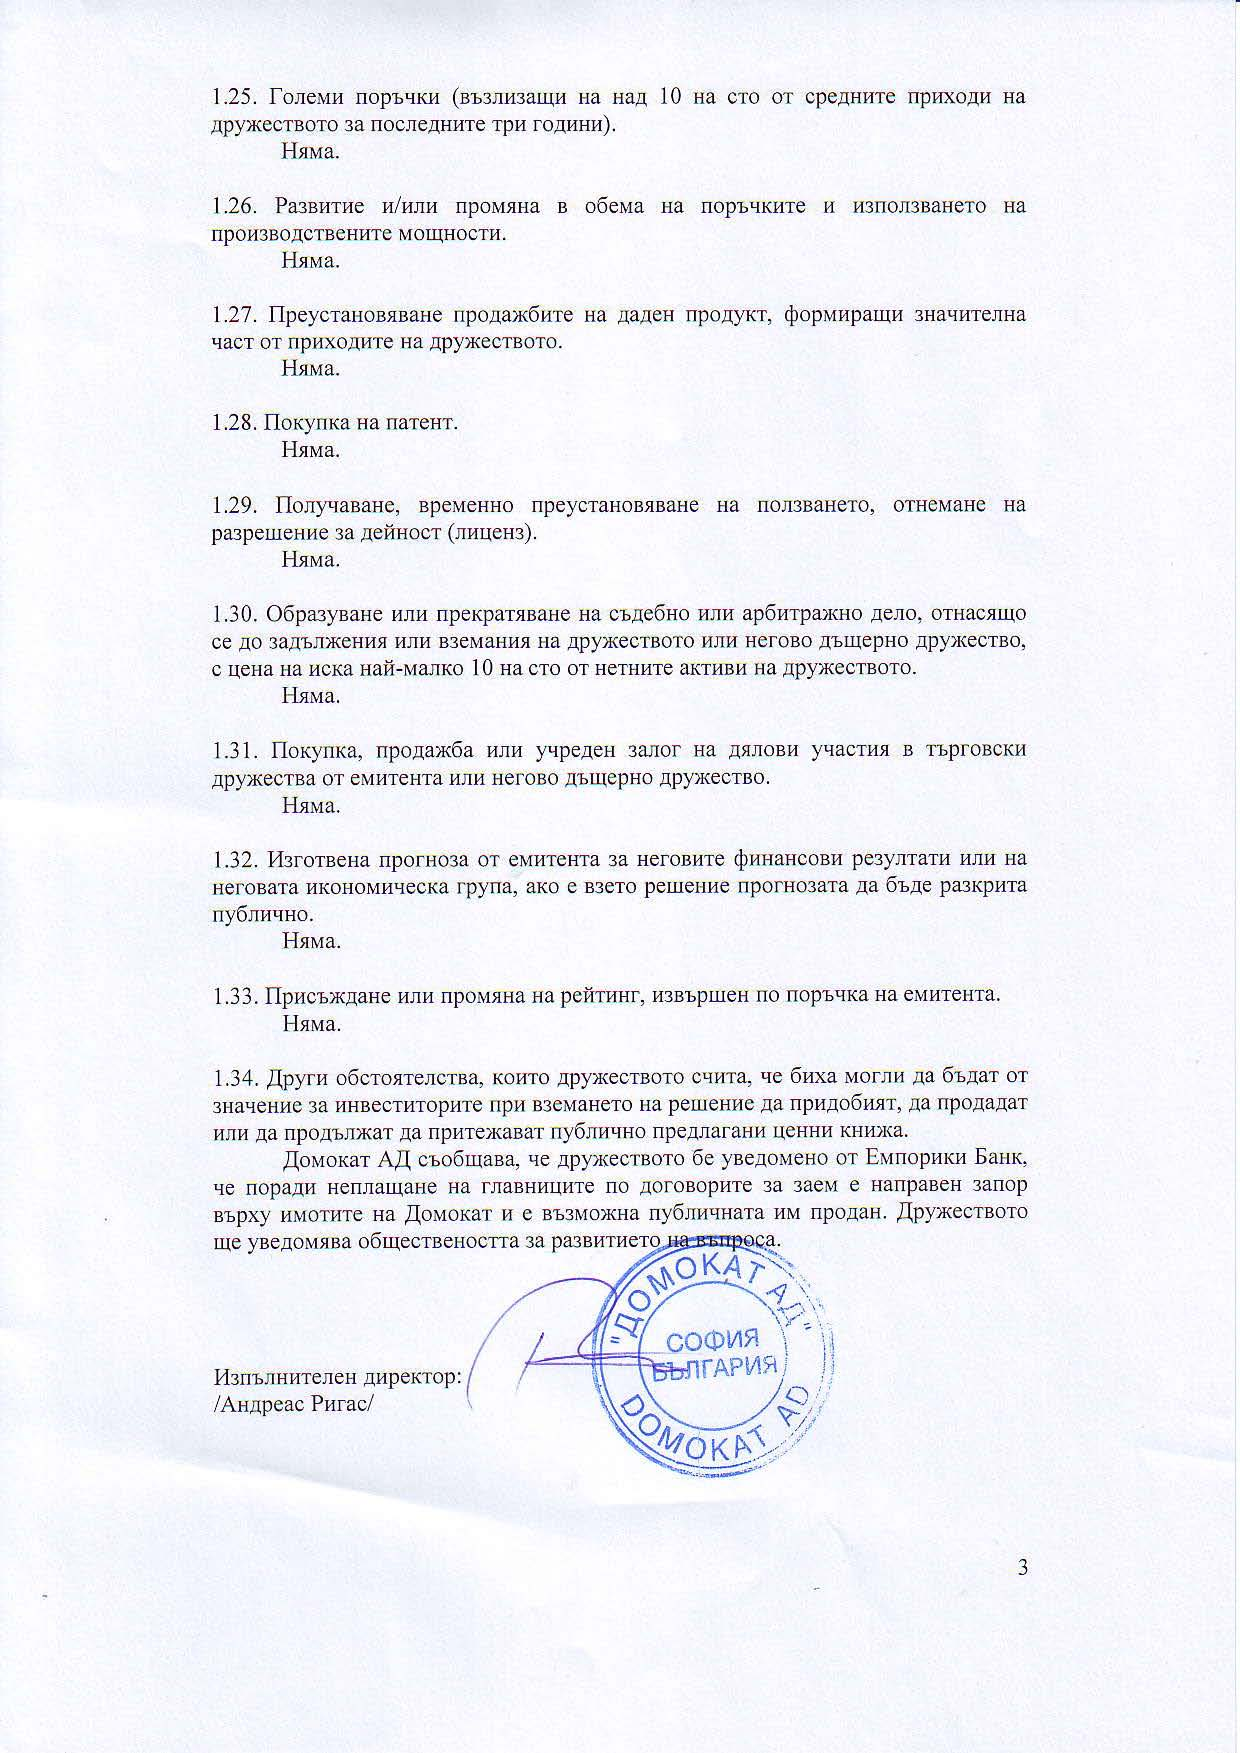 1.25. Големи поръчки (възлизащи на над 10 на сто от средните приходи на
дружеството за последните три години).
Няма.
1.26. Развитие и/или промяна в обема на поръчките и използването на
производствените мощности.
Няма.
1.27. Преустановяване продажбите на даден продукт, формиращи значителна
част от приходите на дружеството.
Няма.
1.28. Покупка на патент.
Няма.
1.29. Получаване, временно преустановяване на ползването, отнемане на
разрешение за дейност (лиценз).
Няма.
1.30. Образуване или прекратяване на съдебно или арбитражно дело, отнасящо
се до задължения или вземания на дружеството или негово дъщерно дружество,
с цена на иска най-малко 10 на сто от нетните активи на дружеството.
Няма.
1.31. Покупка, продажба или учреден залог на дялови участия в търговски
дружества от емитента или негово дъщерно дружество.
Няма.
1.32. Изготвена прогноза от емитента за неговите финансови резултати или на
неговата икономическа група, ако е взето решение прогнозата да бъде разкрита
публично.
Няма.
1.33. Присъждане или промяна на рейтинг, извършен по поръчка на емитента.
Няма.
1.34. Други обстоятелства, които дружеството счита, че биха могли да бъдат от
значение за инвеститорите при вземането на решение да придобият, да продадат
или да продължат да притежават публично предлагани ценни книжа.
Домокат АД съобщава, че дружеството бе уведомено от Емпорики Банк,
че поради неплащане на главниците по договорите за заем е направен запор
върху имотите на Домокат и е възможна публичната им продан. Дружеството
ще уведомява обществеността за развитието на въпроса.
"ДОМОКАТ АД"
СОФИЯ
БЪЛГАРИЯ
DOMOKAT AD
Изпълнителен директор:
/Андреас Ригас/
3